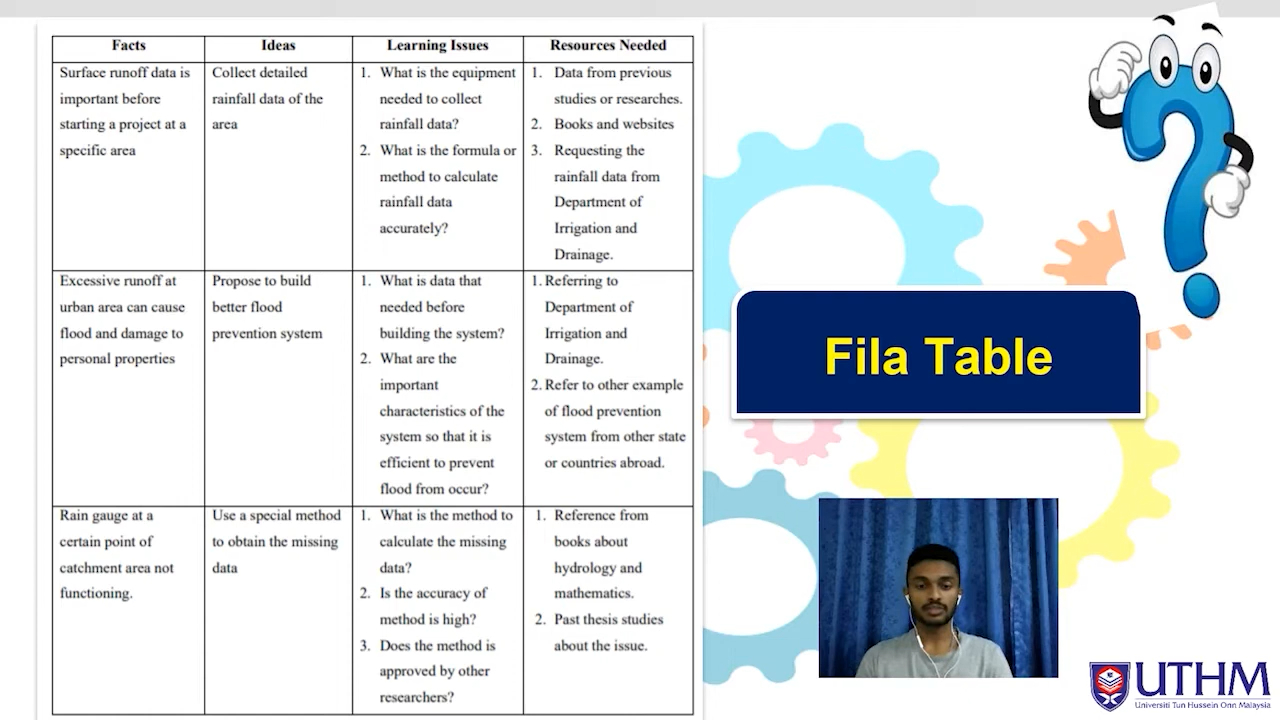 Facts
Ideas
Learning Issues
Resources Needed
Surface runoff data is
important before
starting a project at a
specific area
Collect detailed
rainfall data of the
area
1. What is the equipment
needed to collect
rainfall data?
2. What is the formula or
method to calculate
rainfall data
accurately?
1. Data from previous
studies or researches.
2. Books and websites
3. Requesting the
rainfall data from
Department of
Irrigation and
Drainage.
Excessive runoff at
urban area can cause
flood and damage to
personal properties
Propose to build
better flood
prevention system
1. What is data that
needed before
building the system?
2. What are the
important
characteristics of the
system so that it is
efficient to prevent
flood from occur?
1. Referring to
Department of
Irrigation and
Drainage.
2. Refer to other example
of flood prevention
system from other state
or countries abroad.
Rain gauge at a
certain point of
catchment area not
functioning.
Use a special method
to obtain the missing
data
1. What is the method to
calculate the missing
data?
2. Is the accuracy of
method is high?
3. Does the method is
approved by other
researchers?
1. Reference from
books about
hydrology and
mathematics.
2. Past thesis studies
about the issue.
Fila Table
UTHM
Universiti Tun Hussein Onn Malaysia